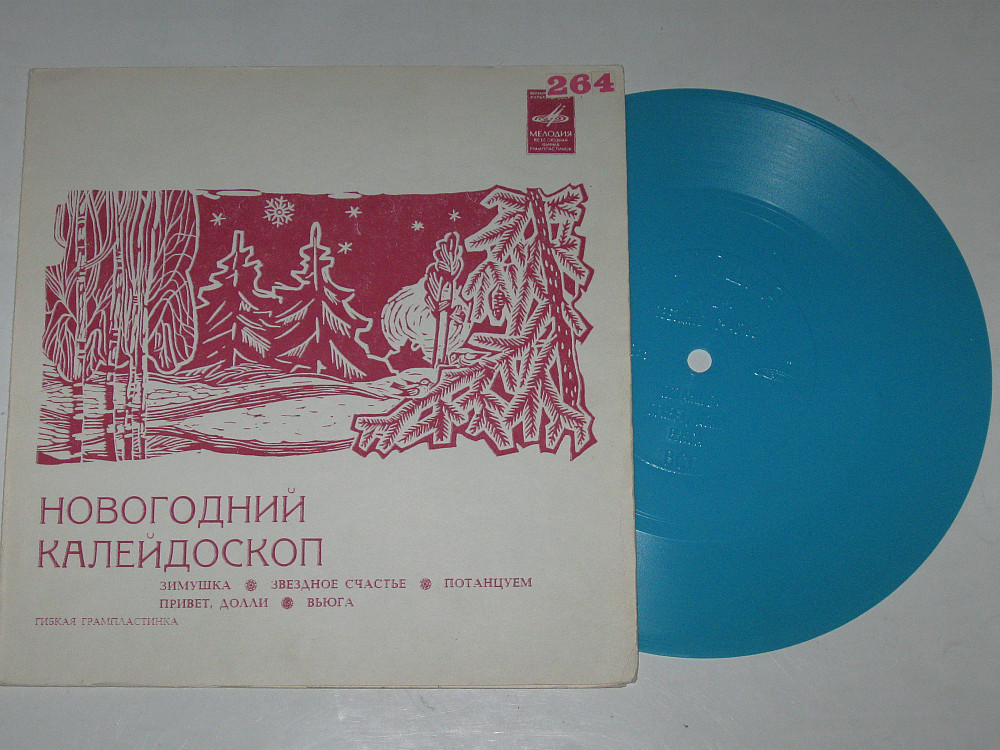 264
МЕЛОДИЯ
НОВОГОДНИЙ
КАЛЕЙДОСКОП
ЗИМУШКА ЗВЕЗДНОЕ СЧАСТЬЕ ПОТАНЦУЕМ
ПРИВЕТ, ДОЛЛИ ВЬЮГА
ГИБКАЯ ГРАМПЛАСТИНКА